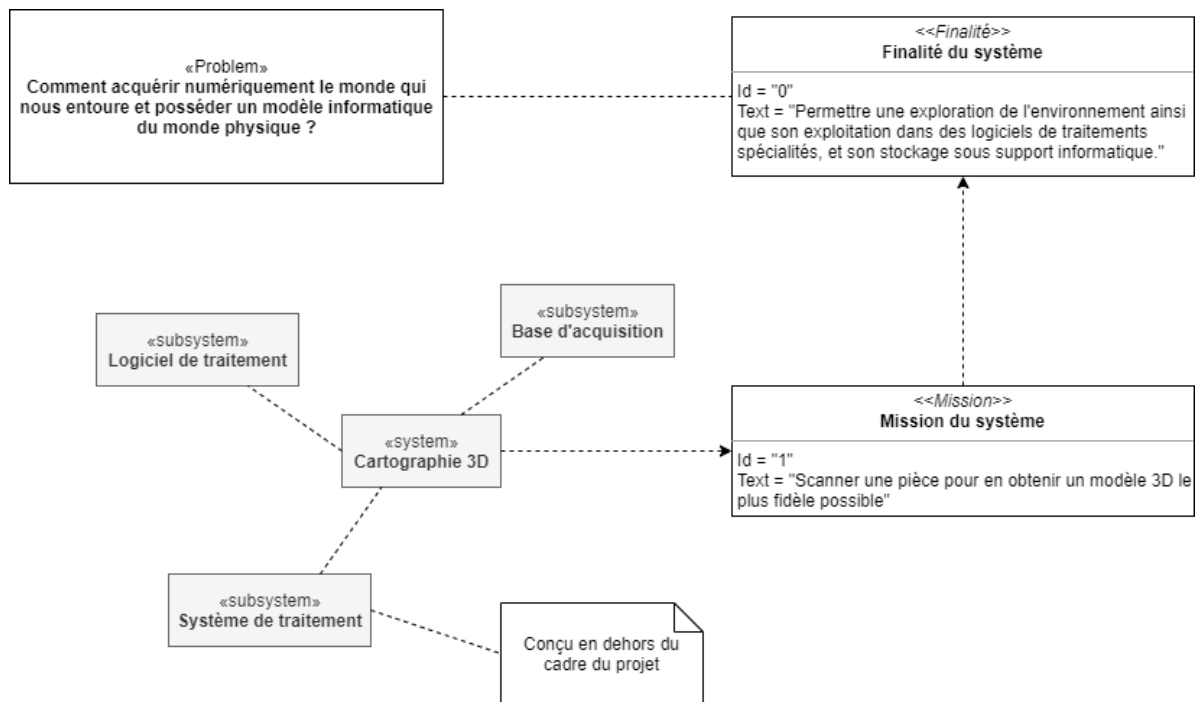 «Problem»
Comment acquérir numériquement le monde qui
nous entoure et posséder un modèle informatique
du monde physique ?
<<Finalité>>
Finalité du système
Id = "0"
Text = "Permettre une exploration de l'environnement ainsi
que son exploitation dans des logiciels de traitements
spécialités, et son stockage sous support informatique."
«subsystem»
Base d'acquisition
«subsystem»
Logiciel de traitement
«system»
Cartographie 3D
<<Mission>>
Mission du système
Id = "1"
Text = "Scanner une pièce pour en obtenir un modèle 3D le
plus fidèle possible"
«subsystem»
Système de traitement
Conçu en dehors du
cadre du projet